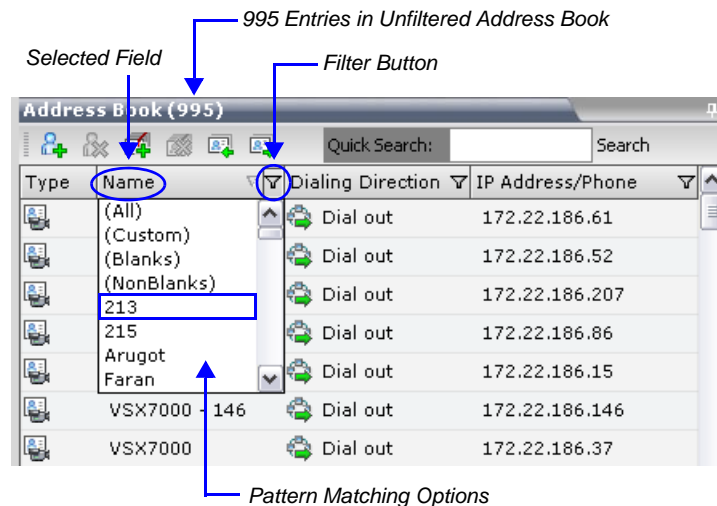 995 Entries in Unfiltered Address Book
Selected Field
Filter Button
Address Book (995)
Quick Search:
Search
Type Name Dialing Direction IP Address/Phone
(All)
(Custom)
(Blanks)
(NonBlanks)
213
215
Arugot
Faran
Dial out 172.22.186.61
Dial out 172.22.186.52
Dial out 172.22.186.207
Dial out 172.22.186.86
Dial out 172.22.186.15
VSX7000 - 146 Dial out 172.22.186.146
VSX7000 Dial out 172.22.186.37
Pattern Matching Options